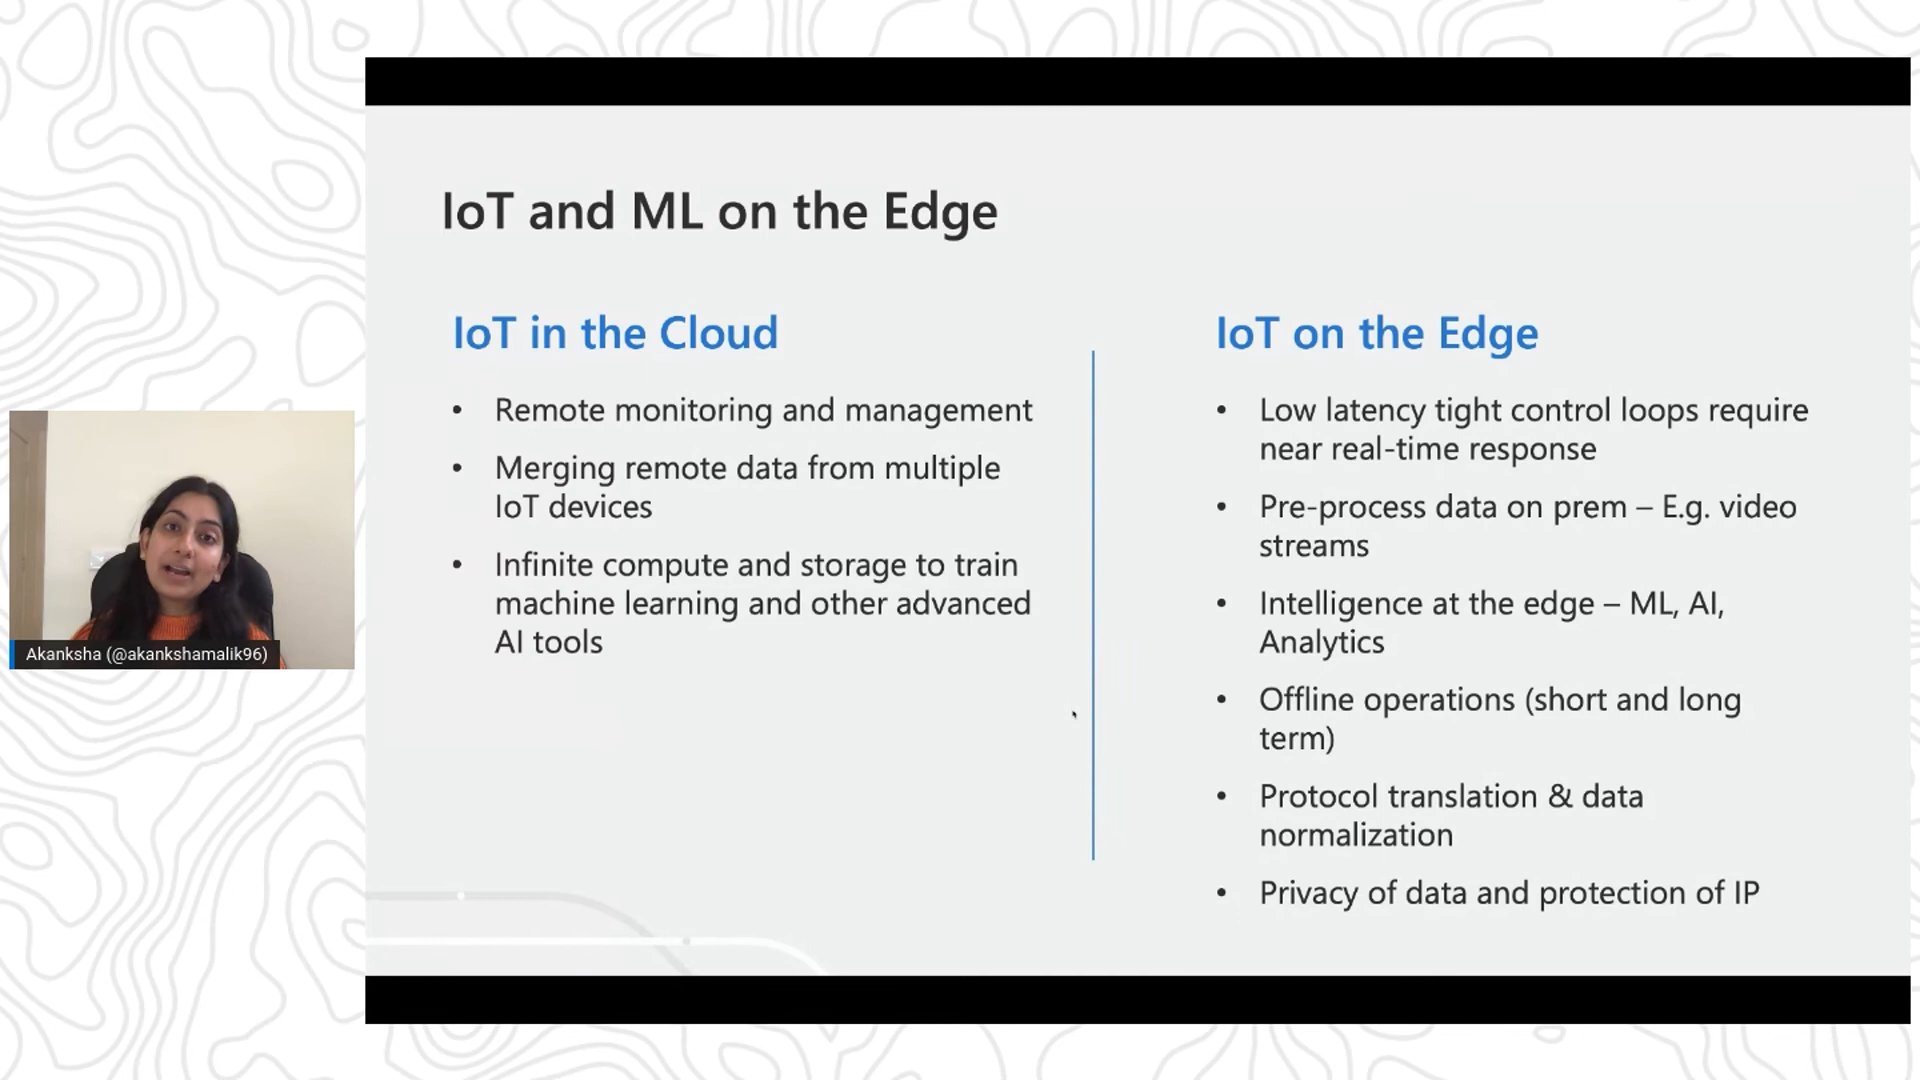 IoT and ML on the Edge
IoT in the Cloud
• Remote monitoring and management
• Merging remote data from multiple
IoT devices
• Infinite compute and storage to train
machine learning and other advanced
AI tools
IoT on the Edge
• Low latency tight control loops require
near real-time response
• Pre-process data on prem – E.g. video
streams
• Intelligence at the edge – ML, AI,
Analytics
• Offline operations (short and long
term)
• Protocol translation & data
normalization
• Privacy of data and protection of IP
Akanksha (@akankshamalik96)